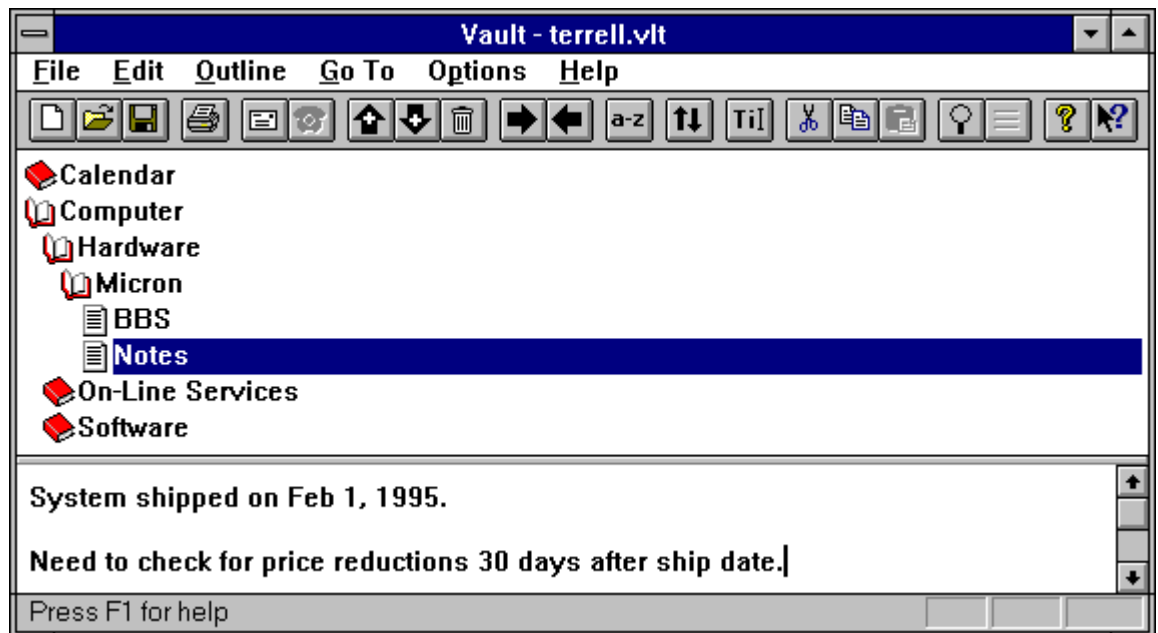 Vault - terrell.vlt
File Edit Outline Go To Options Help
a-z TiI ? ?
Calendar
Computer
Hardware
Micron
BBS
Notes
On-Line Services
Software
System shipped on Feb 1, 1995.
Need to check for price reductions 30 days after ship date.
Press F1 for help